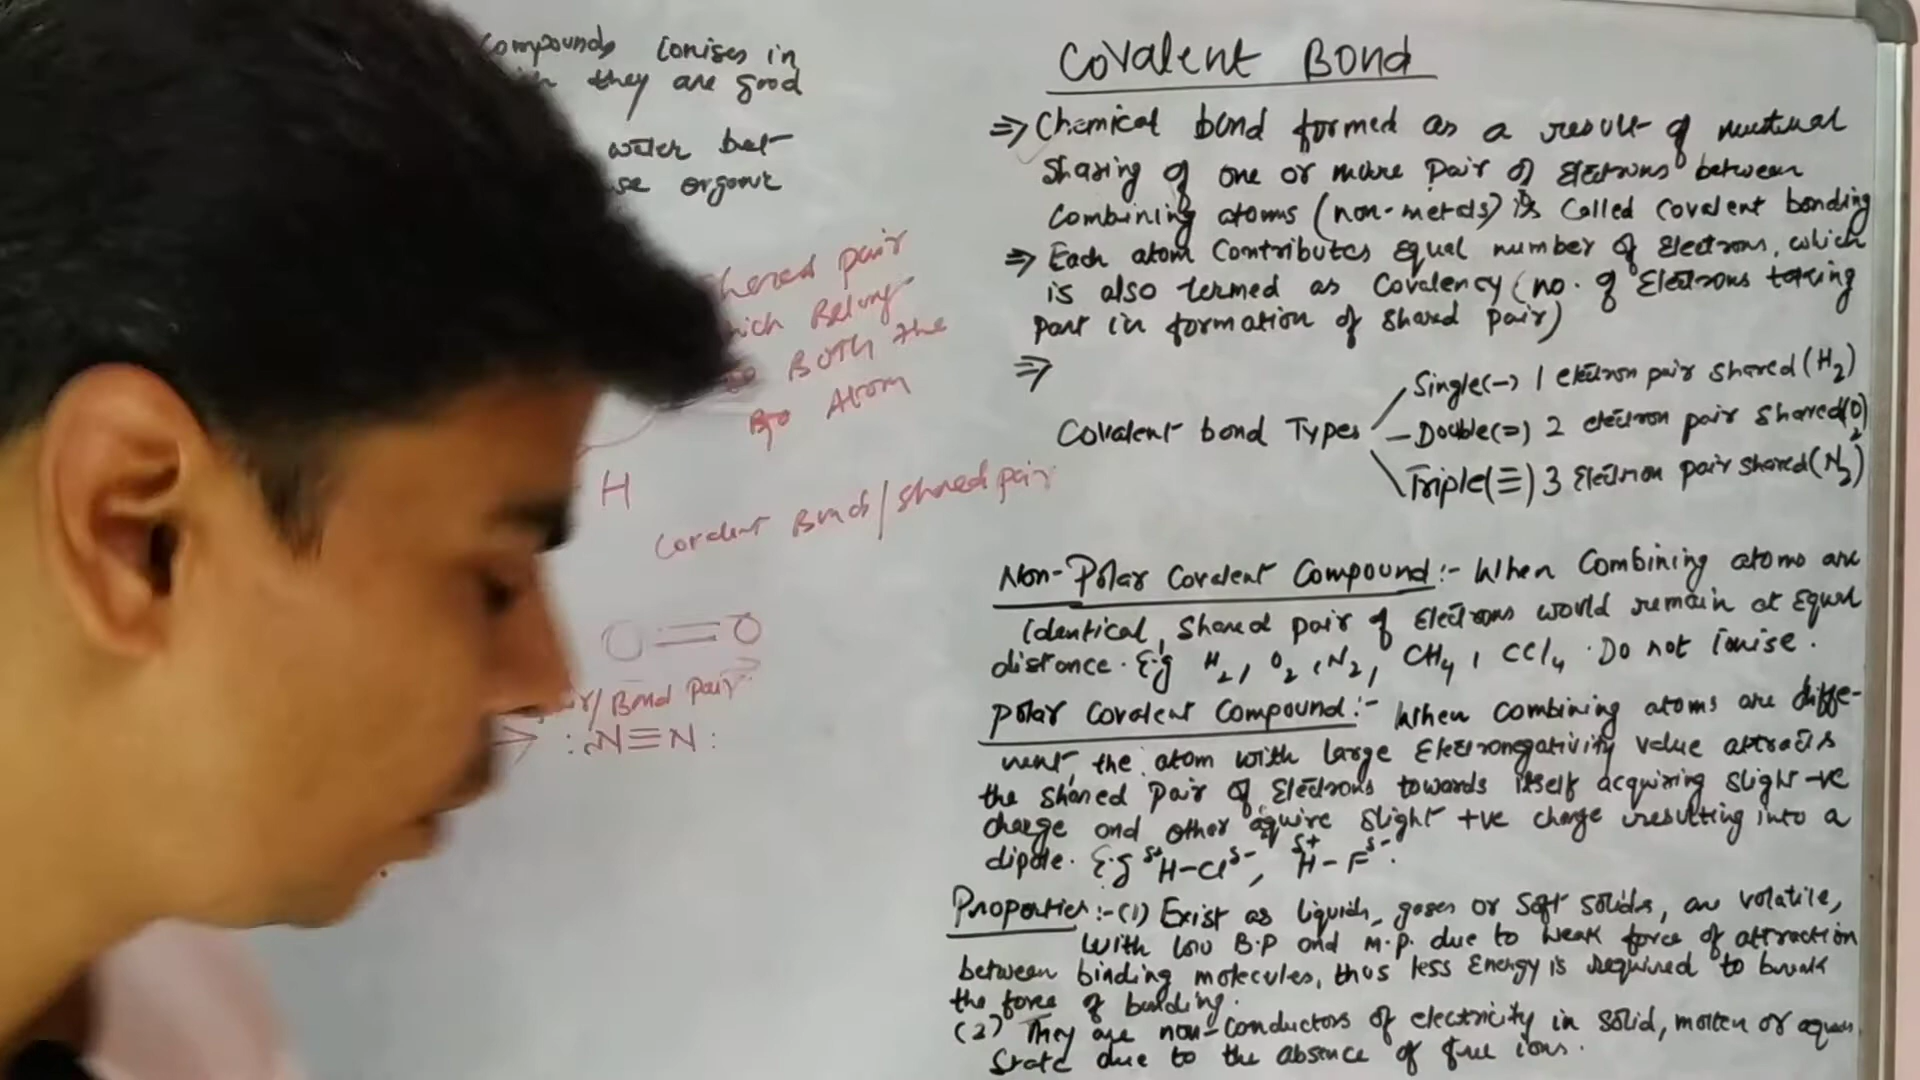 compounds ionises in
they are good
water but
organic
shared pair
which Belong
to BOTH the
Atom
H
Covalent Bond/shared pair
O=O
/Bond pair
:N≡N:
Covalent Bond
⇒ Chemical bond formed as a result of mutual
sharing of one or more pair of Electrons between
combining atoms (non-metals) is called covalent bonding
⇒ Each atom contributes equal number of Electrons, which
is also termed as Covalency (no. of Electrons taking
part in formation of shared pair)
⇒
Single(-) 1 electron pair shared (H2)
Covalent bond Types
Double(=) 2 electron pair shared(O2)
Triple(≡) 3 Electron pair shared(N2)
Non-Polar Covalent Compound:- When Combining atoms are
identical, shared pair of Electrons would remain at equal
distance. E.g H2, O2, N2, CH4, CCl4. Do not ionise.
Polar Covalent Compound:- When combining atoms are diffe-
rent, the atom with large Electronegativity value attracts
the shared pair of Electrons towards itself acquiring slight -ve
charge and other aquire slight +ve charge resulting into a
dipole. E.g δ+H-Clδ-, δ+H-Fδ-.
Properties:- (1) Exist as liquids, gases or soft solids, are volatile,
with low B.P and M.P. due to weak force of attraction
between binding molecules, thus less Energy is required to break
the force of bonding.
(2) They are non-conductors of electricity in solid, molten or aqueous
state due to the absence of free ions.